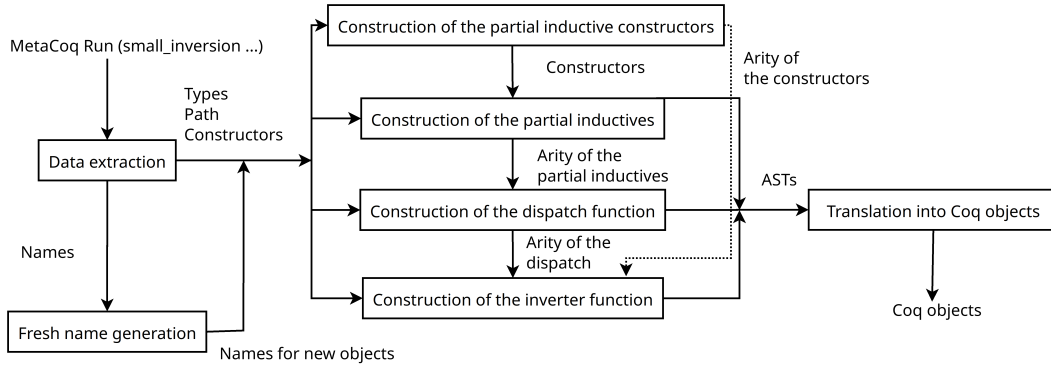 Construction of the partial inductive constructors
MetaCoq Run (small_inversion ...)
Arity of
the constructors
Constructors
Types
Path
Constructors
Construction of the partial inductives
Data extraction
Arity of the
partial inductives
ASTs
Construction of the dispatch function
Translation into Coq objects
Names
Arity of the
dispatch
Construction of the inverter function
Coq objects
Fresh name generation
Names for new objects